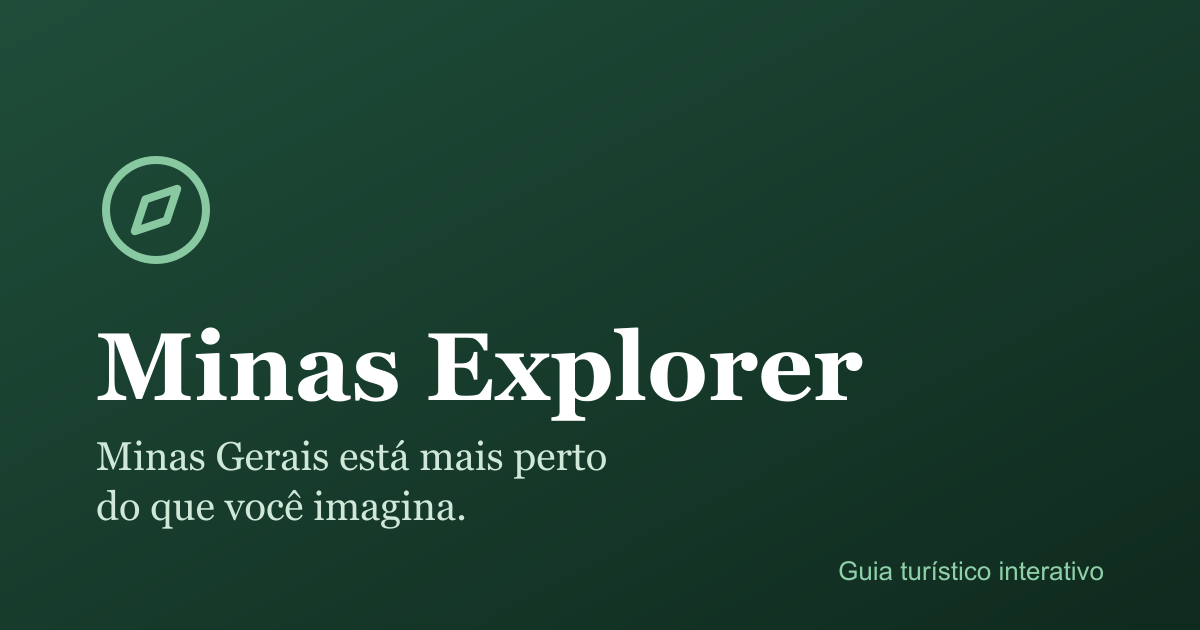 Minas Explorer
Minas Gerais está mais perto
do que você imagina.
Guia turístico interativo